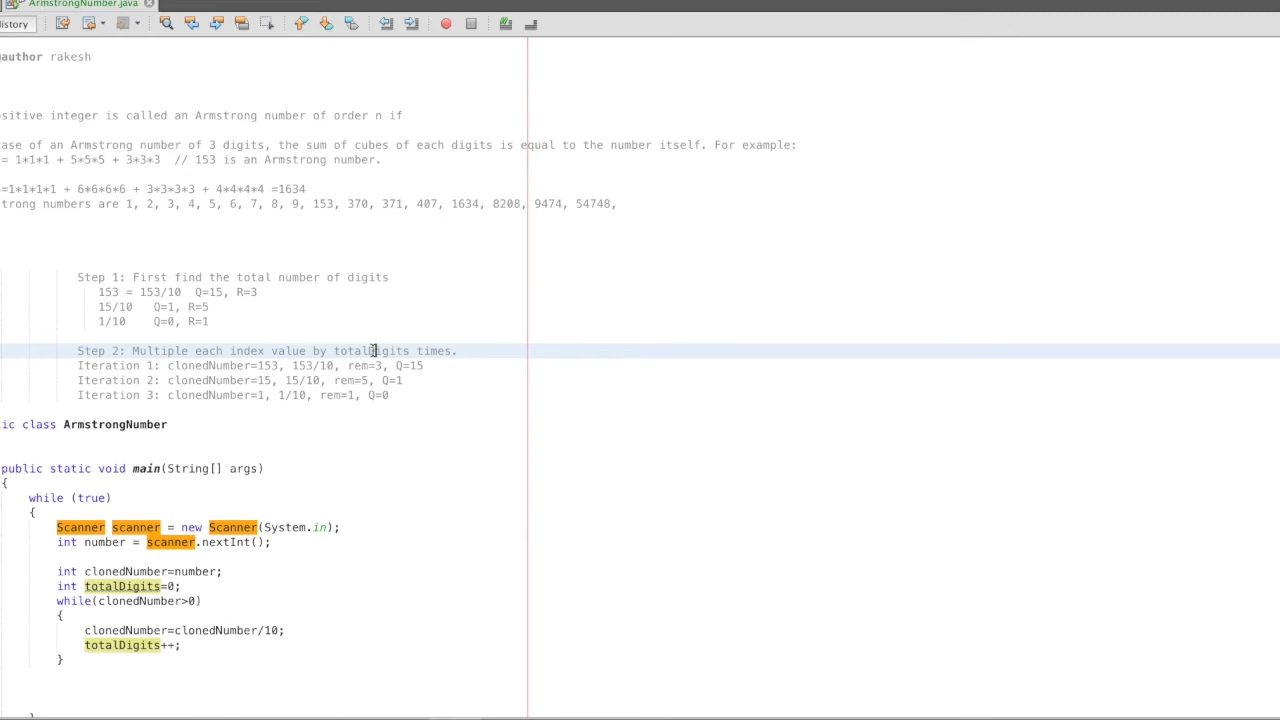 ArmstrongNumber.java
History
@author rakesh
ositive integer is called an Armstrong number of order n if
ase of an Armstrong number of 3 digits, the sum of cubes of each digits is equal to the number itself. For example:
= 1*1*1 + 5*5*5 + 3*3*3  // 153 is an Armstrong number.
=1*1*1*1 + 6*6*6*6 + 3*3*3*3 + 4*4*4*4 =1634
strong numbers are 1, 2, 3, 4, 5, 6, 7, 8, 9, 153, 370, 371, 407, 1634, 8208, 9474, 54748,
Step 1: First find the total number of digits
153 = 153/10  Q=15, R=3
15/10   Q=1, R=5
1/10    Q=0, R=1
Step 2: Multiple each index value by totalDigits times.
Iteration 1: clonedNumber=153, 153/10, rem=3, Q=15
Iteration 2: clonedNumber=15, 15/10, rem=5, Q=1
Iteration 3: clonedNumber=1, 1/10, rem=1, Q=0
lic class ArmstrongNumber
public static void main(String[] args)
{
while (true)
{
Scanner scanner = new Scanner(System.in);
int number = scanner.nextInt();
int clonedNumber=number;
int totalDigits=0;
while(clonedNumber>0)
{
clonedNumber=clonedNumber/10;
totalDigits++;
}
}